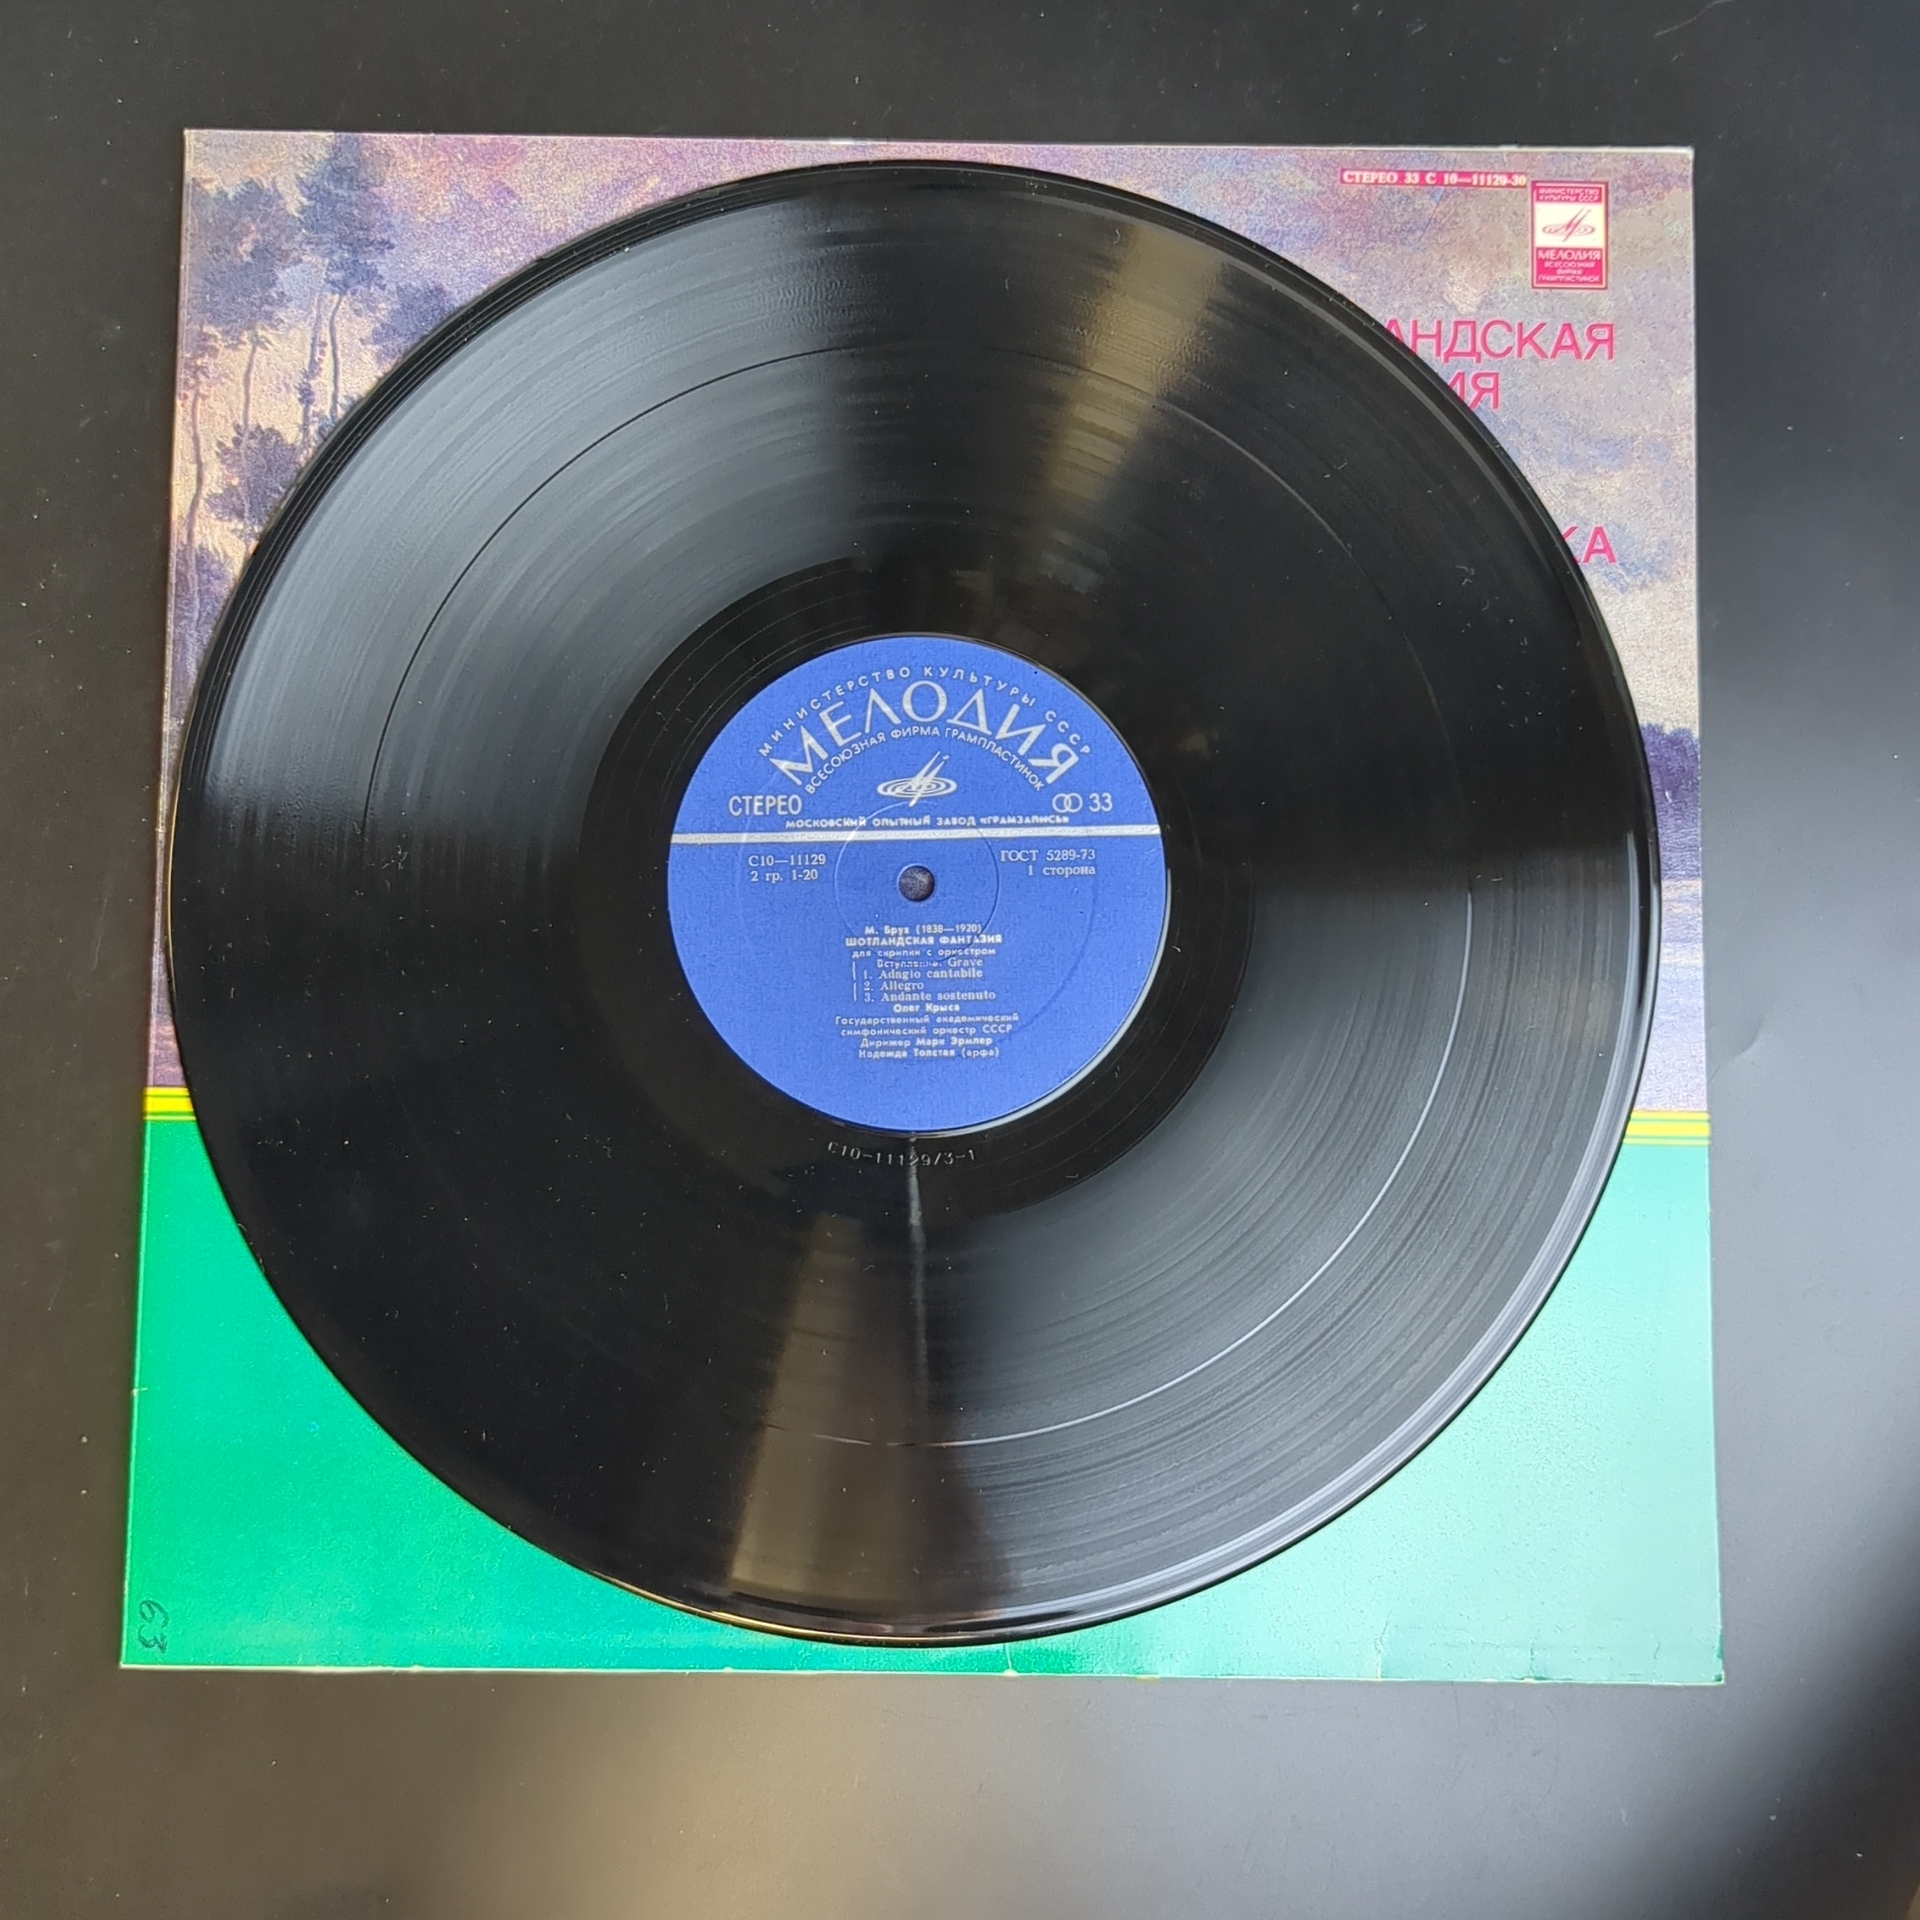 СТЕРЕО 33 С 10—11129-30
МИНИСТЕРСТВО
КУЛЬТУРЫ СССР
МЕЛОДИЯ
ВСЕСОЮЗНАЯ
ФИРМА
ГРАМПЛАСТИНОК
АНДСКАЯ
ИЯ
КА
МИНИСТЕРСТВО КУЛЬТУРЫ СССР
МЕЛОДИЯ
ВСЕСОЮЗНАЯ ФИРМА ГРАМПЛАСТИНОК
СТЕРЕО 33
МОСКОВСКИЙ ОПЫТНЫЙ ЗАВОД «ГРАМЗАПИСЬ»
С10—11129 ГОСТ 5289-73
2 гр. 1-20 1 сторона
М. Брух (1838—1920)
ШОТЛАНДСКАЯ ФАНТАЗИЯ
для скрипки с оркестром
Вступление. Grave
1. Adagio cantabile
2. Allegro
3. Andante sostenuto
Олег Крыса
Государственный академический
симфонический оркестр СССР
Дирижер Марк Эрмлер
Надежда Толстая (арфа)
С10-11129/3-1
63